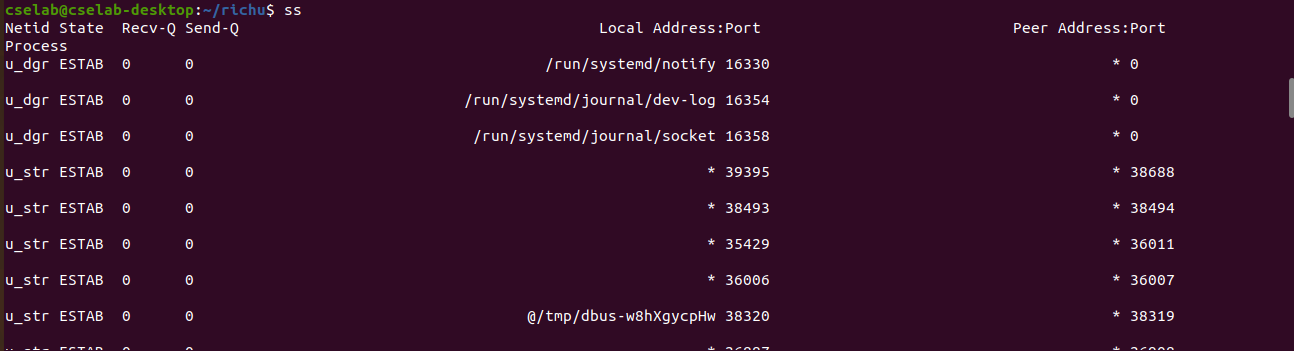 cselab@cselab-desktop:~/richu$ ss
Netid State Recv-Q Send-Q Local Address:Port Peer Address:Port
Process
u_dgr ESTAB 0 0 /run/systemd/notify 16330 * 0
u_dgr ESTAB 0 0 /run/systemd/journal/dev-log 16354 * 0
u_dgr ESTAB 0 0 /run/systemd/journal/socket 16358 * 0
u_str ESTAB 0 0 * 39395 * 38688
u_str ESTAB 0 0 * 38493 * 38494
u_str ESTAB 0 0 * 35429 * 36011
u_str ESTAB 0 0 * 36006 * 36007
u_str ESTAB 0 0 @/tmp/dbus-w8hXgycpHw 38320 * 38319